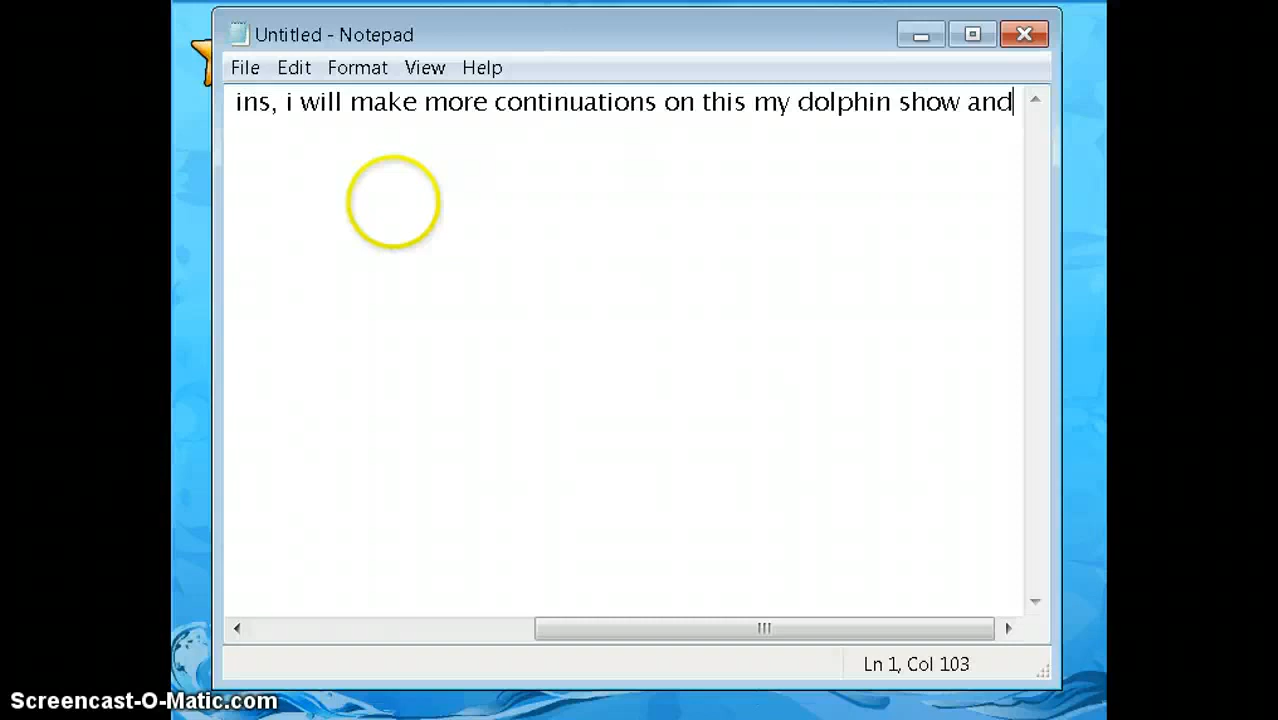 Untitled - Notepad
File Edit Format View Help
ins, i will make more continuations on this my dolphin show and
Ln 1, Col 103
Screencast-O-Matic.com